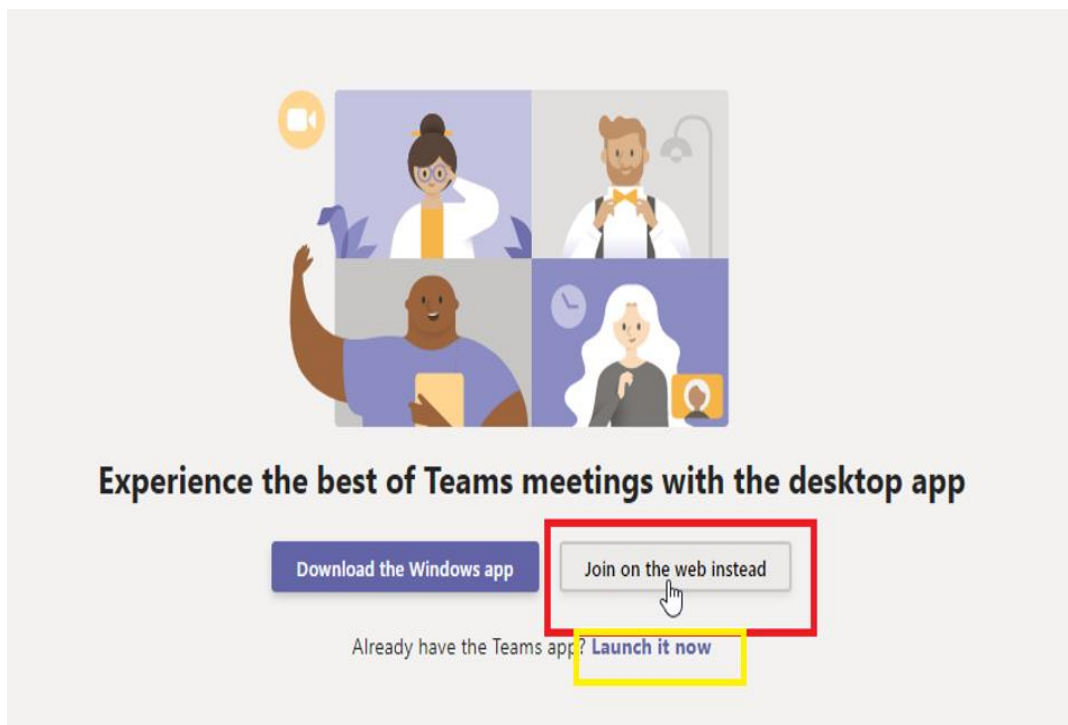 Experience the best of Teams meetings with the desktop app
Download the Windows app
Join on the web instead
Already have the Teams app? Launch it now